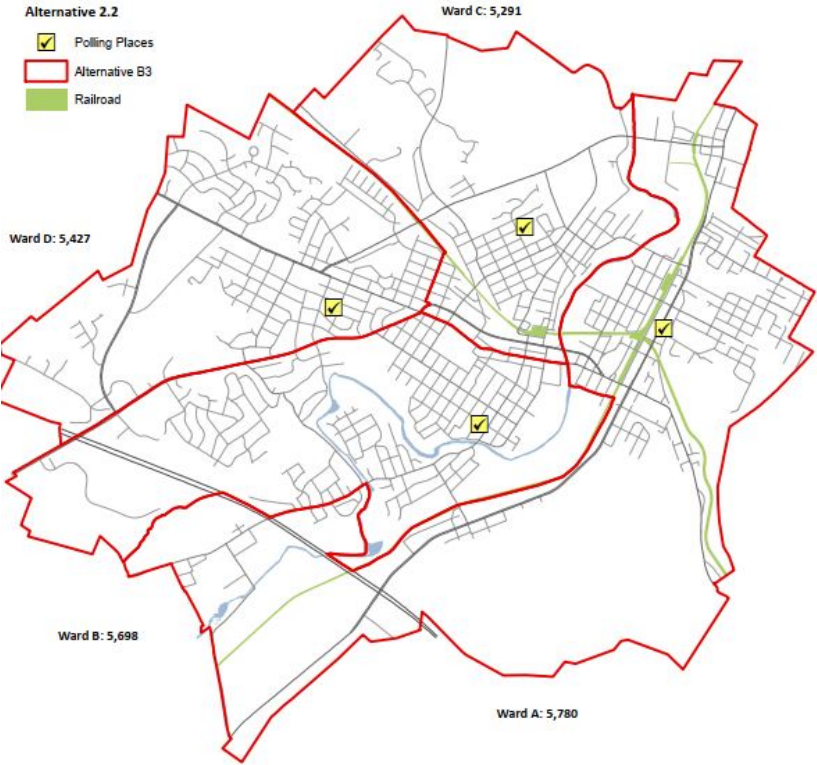 Alternative 2.2
Polling Places
Alternative B3
Railroad
Ward C: 5,291
Ward D: 5,427
Ward B: 5,698
Ward A: 5,780